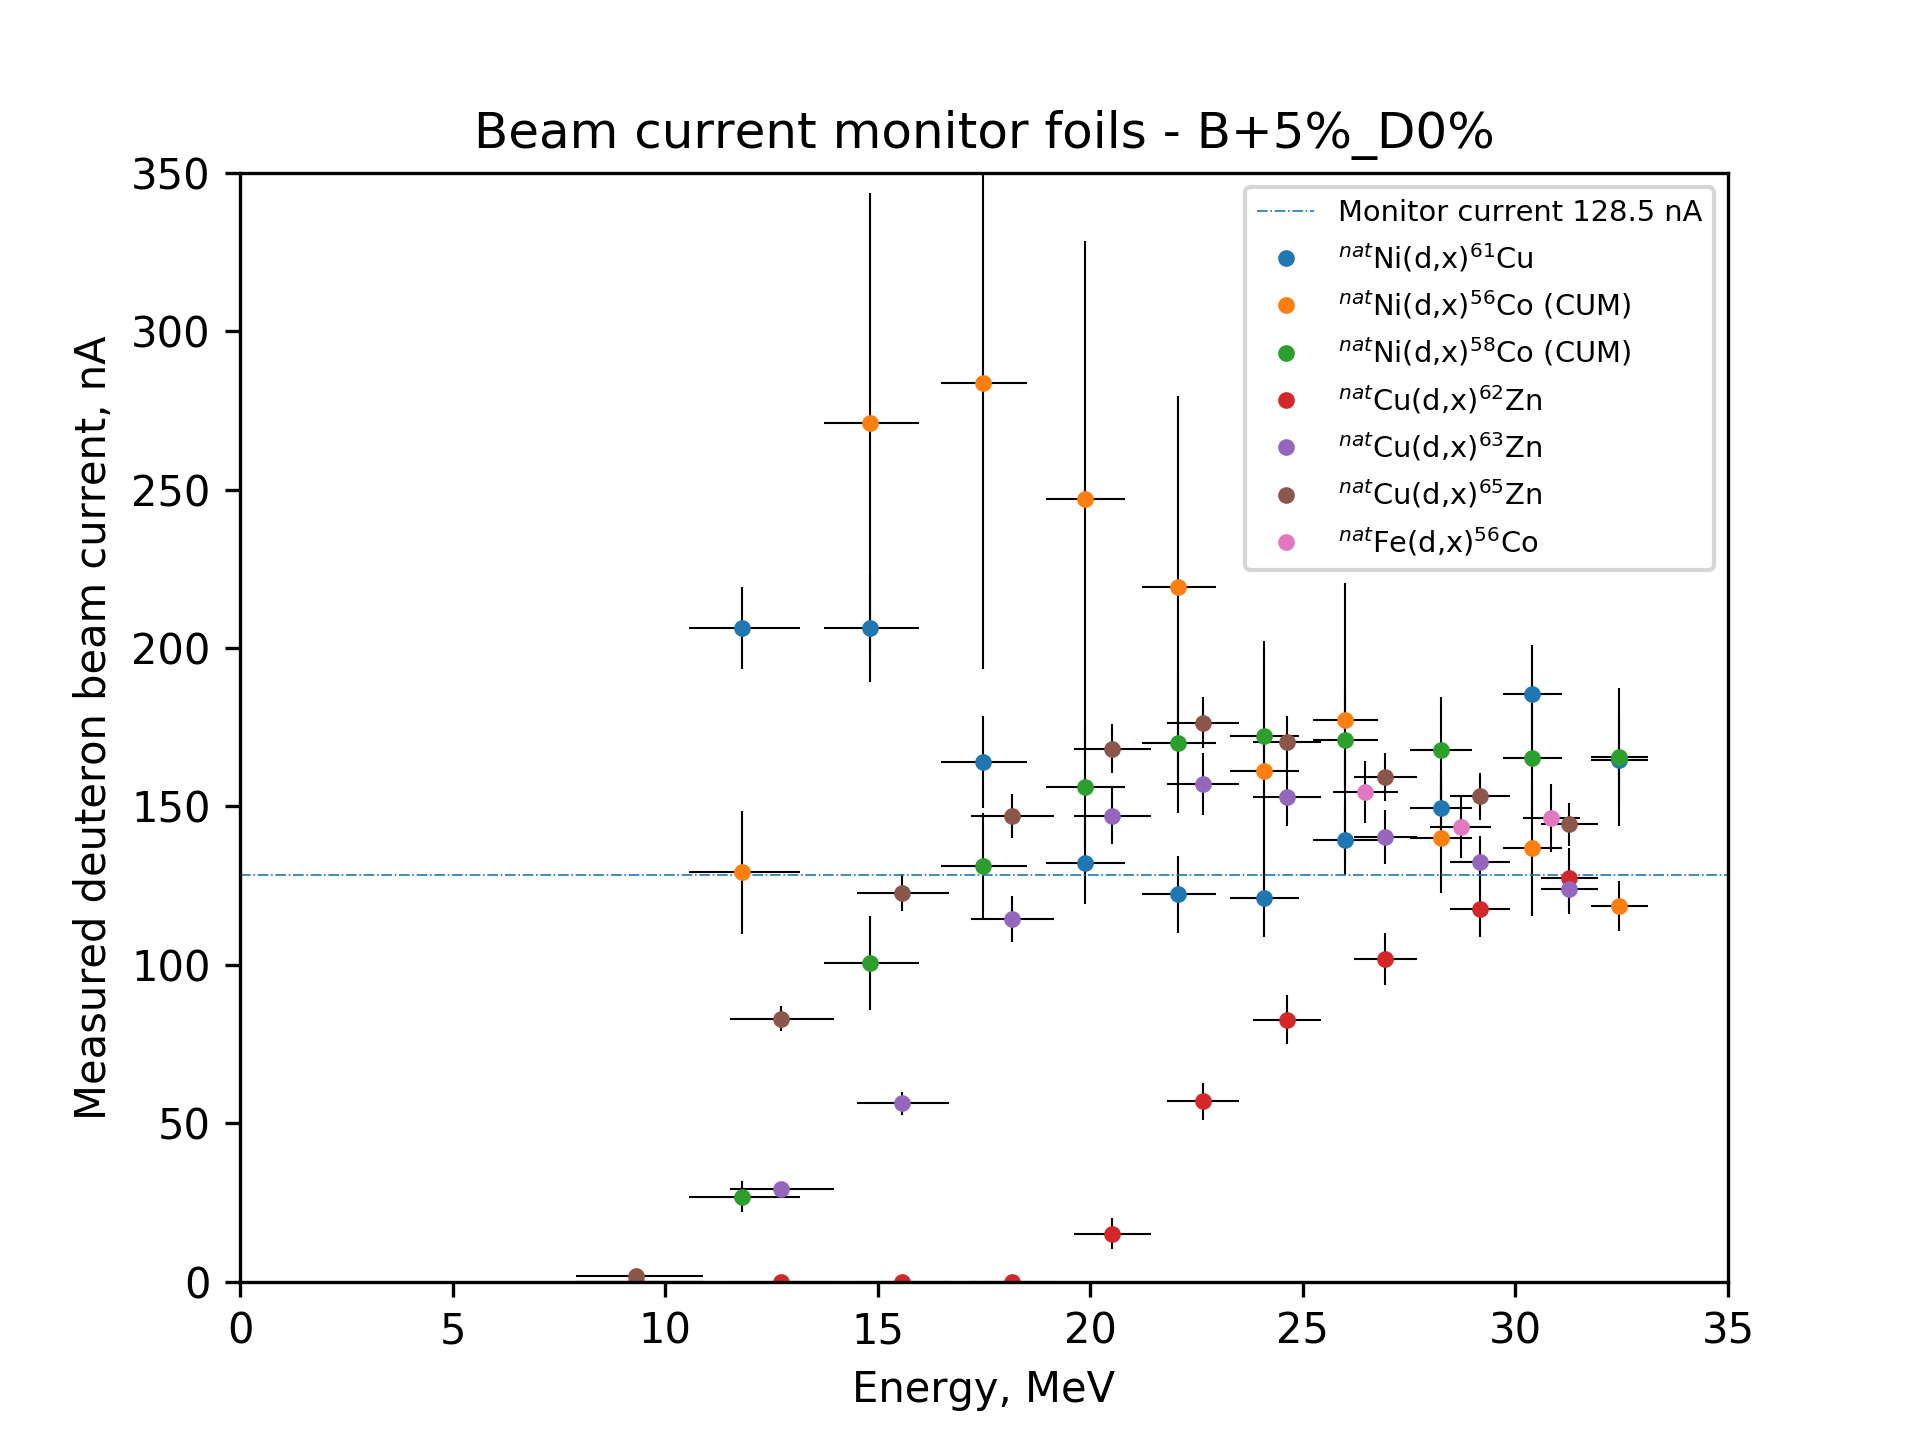 Beam current monitor foils - B+5%_D0%
350
300
250
200
150
100
50
0
Measured deuteron beam current, nA
0 5 10 15 20 25 30 35
Energy, MeV
Monitor current 128.5 nA
ⁿᵃᵗNi(d,x)⁶¹Cu
ⁿᵃᵗNi(d,x)⁵⁶Co (CUM)
ⁿᵃᵗNi(d,x)⁵⁸Co (CUM)
ⁿᵃᵗCu(d,x)⁶²Zn
ⁿᵃᵗCu(d,x)⁶³Zn
ⁿᵃᵗCu(d,x)⁶⁵Zn
ⁿᵃᵗFe(d,x)⁵⁶Co